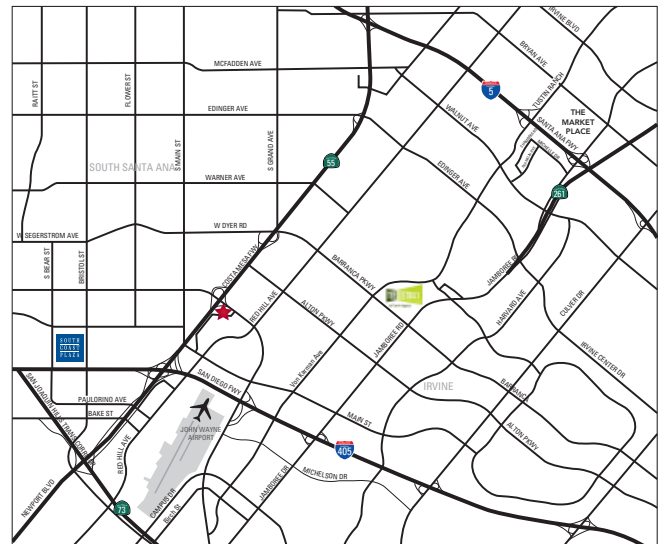 IRVINE BLVD
BRYAN AVE
MCFADDEN AVE
5
TUSTIN RANCH
RAITT ST
FLOWER ST
EDINGER AVE
WALNUT AVE
THE
MARKET
PLACE
SANTA ANA FWY
S MAIN ST
S GRAND AVE
55
EDINGER AVE
SOUTH SANTA ANA
WARNER AVE
261
W DYER RD
W SEGERSTROM AVE
S BEAR ST
BRISTOL ST
COSTA MESA FWY
BARRANCA PKWY
JAMBOREE RD
RED HILL AVE
ALTON PKWY
JAMBOREE RD
HARVARD AVE
CULVER DR
SOUTH
COAST
PLAZA
Von Karman Ave
IRVINE CENTER DR
SAN DIEGO FWY
IRVINE
BARRANCA
PAULORINO AVE
BAKE ST
MAIN ST
ALTON PKWY
JOHN WAYNE
AIRPORT
RED HILL AVE
405
MICHELSON DR
JAMBOREE DR
NEWPORT BLVD
73
CAMPUS DR
Birch St